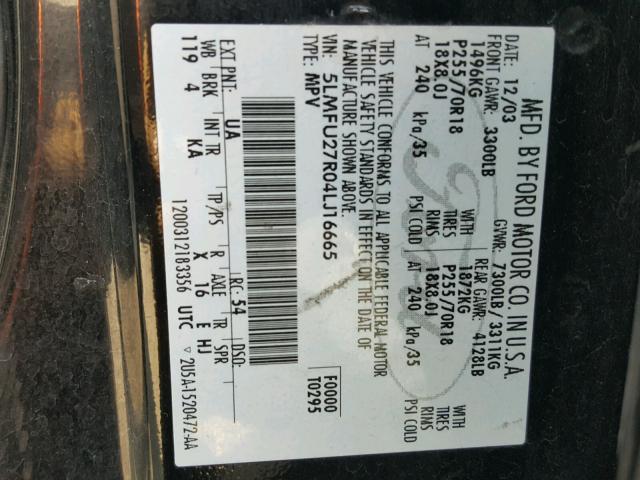 MFD. BY FORD MOTOR CO. IN U.S.A.
DATE: 12/03 GVWR: 7300LB/ 3311KG
FRONT GAWR: 3300LB REAR GAWR: 4128LB
1496KG WITH 1872KG WITH
P255/70R18 TIRES P255/70R18 TIRES
18X8.0J RIMS 18X8.0J RIMS
AT 240 kPa/35 PSI COLD AT 240 kPa/35 PSI COLD
THIS VEHICLE CONFORMS TO ALL APPLICABLE FEDERAL MOTOR
VEHICLE SAFETY STANDARDS IN EFFECT ON THE DATE OF
MANUFACTURE SHOWN ABOVE.
5LMFU27R04LJ16665 F0000
TYPE: MPV T0295
EXT PNT: UA RC: 54 DSO:
WB BRK INT TR TP/PS R AXLE TR SPR
119 4 KA X 16 E HJ
120031218​3356 UTC ▽ 2U5A-1520472-AA